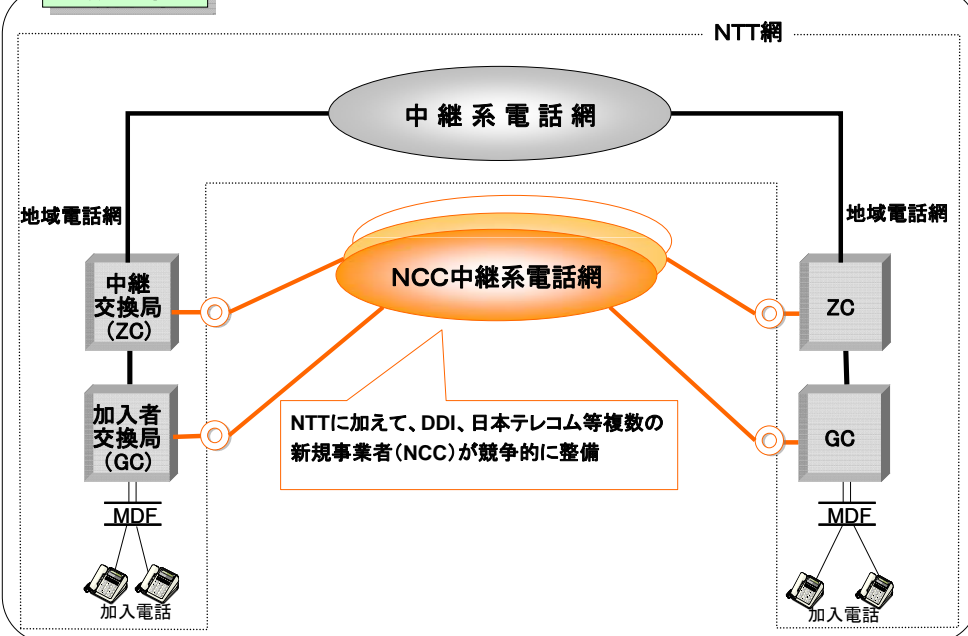 NTT網
中継系電話網
地域電話網
地域電話網
NCC中継系電話網
中継
交換局
(ZC)
ZC
NTTに加えて、DDI、日本テレコム等複数の
新規事業者(NCC)が競争的に整備
加入者
交換局
(GC)
GC
MDF
MDF
加入電話
加入電話